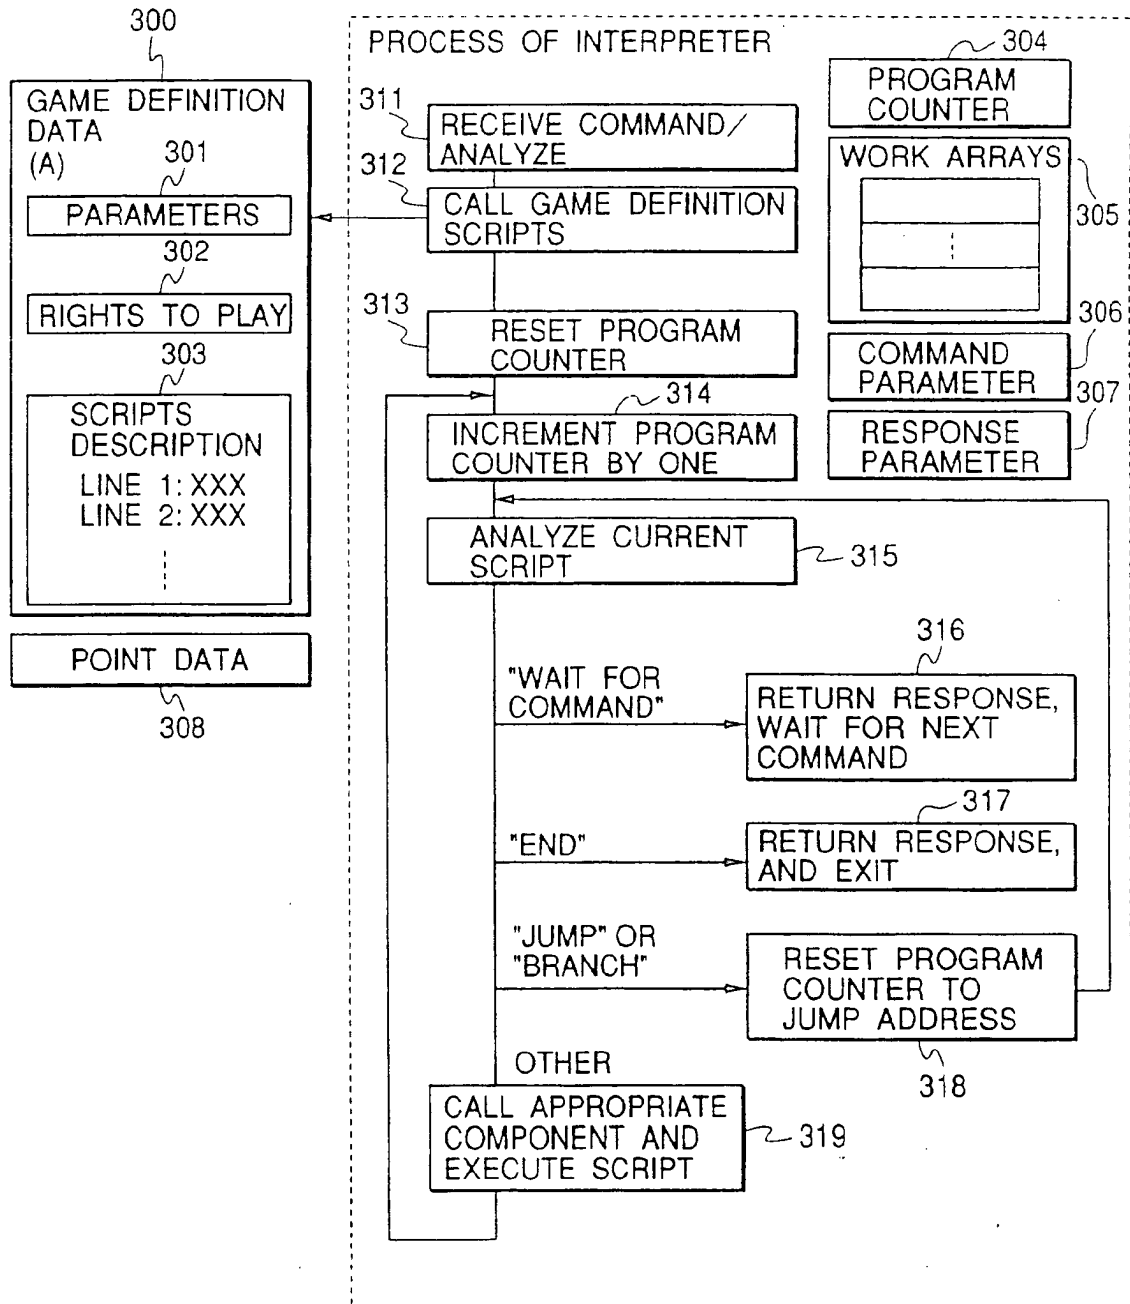 300
GAME DEFINITION
DATA
(A)
301
PARAMETERS
302
RIGHTS TO PLAY
303
SCRIPTS
DESCRIPTION
LINE 1: XXX
LINE 2: XXX
POINT DATA
308
PROCESS OF INTERPRETER
311
RECEIVE COMMAND/
ANALYZE
312
CALL GAME DEFINITION
SCRIPTS
313
RESET PROGRAM
COUNTER
314
INCREMENT PROGRAM
COUNTER BY ONE
ANALYZE CURRENT
SCRIPT
315
304
PROGRAM
COUNTER
WORK ARRAYS
305
306
COMMAND
PARAMETER
307
RESPONSE
PARAMETER
"WAIT FOR
COMMAND"
316
RETURN RESPONSE,
WAIT FOR NEXT
COMMAND
"END"
317
RETURN RESPONSE,
AND EXIT
"JUMP" OR
"BRANCH"
RESET PROGRAM
COUNTER TO
JUMP ADDRESS
318
OTHER
CALL APPROPRIATE
COMPONENT AND
EXECUTE SCRIPT
319